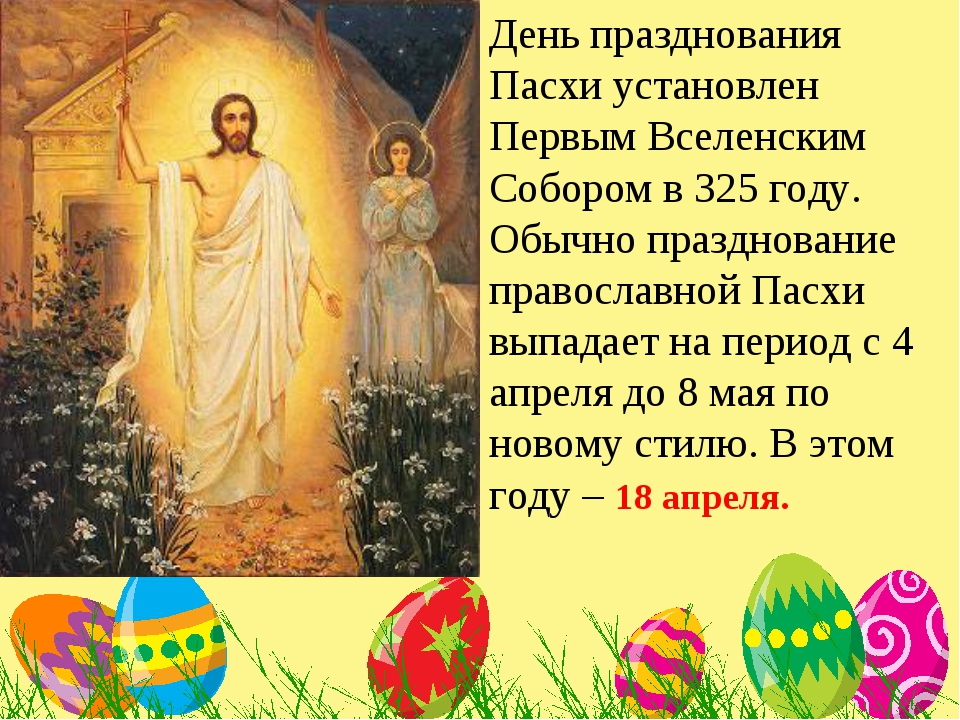 День празднования
Пасхи установлен
Первым Вселенским
Собором в 325 году.
Обычно празднование
православной Пасхи
выпадает на период с 4
апреля до 8 мая по
новому стилю. В этом
году – 18 апреля.